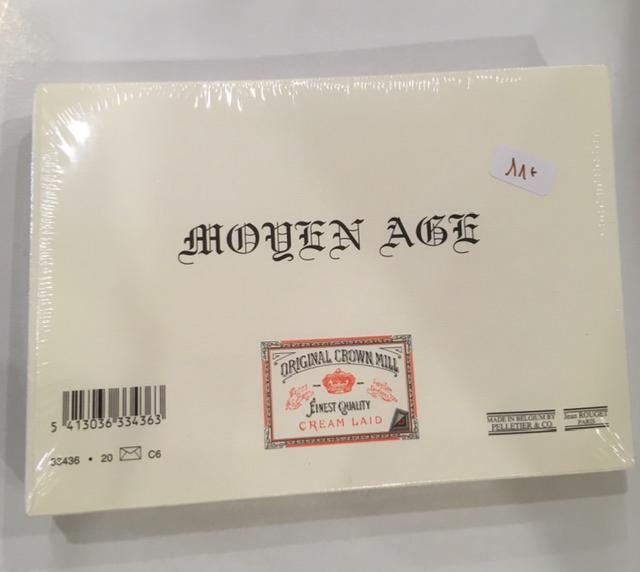 11€
MOYEN AGE
ORIGINAL CROWN MILL
FINEST QUALITY
CREAM LAID
5 413036 334363
33436 • 20 C6
MADE IN BELGIUM BY
PELLETIER & CO
Jean ROUGET
PARIS